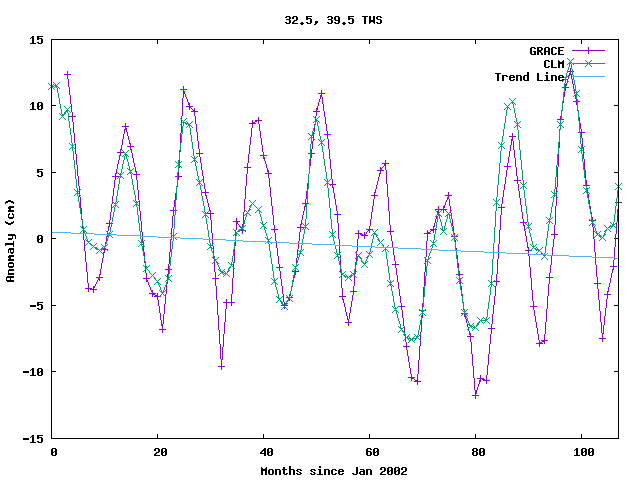 32.5, 39.5 TWS
GRACE
CLM
Trend Line
15
10
5
0
-5
-10
-15
Anomaly (cm)
0 20 40 60 80 100
Months since Jan 2002